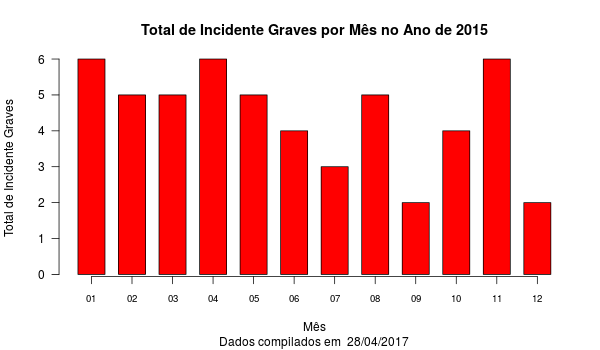 Total de Incidente Graves por Mês no Ano de 2015
Total de Incidente Graves
6
5
4
3
2
1
0
01 02 03 04 05 06 07 08 09 10 11 12
Mês
Dados compilados em 28/04/2017